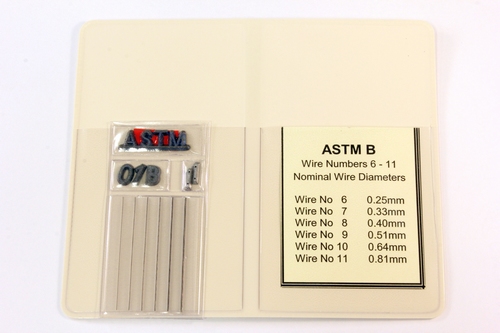 ASTM
01B
1
ASTM B
Wire Numbers 6 - 11
Nominal Wire Diameters
Wire No 6 0.25mm
Wire No 7 0.33mm
Wire No 8 0.40mm
Wire No 9 0.51mm
Wire No 10 0.64mm
Wire No 11 0.81mm